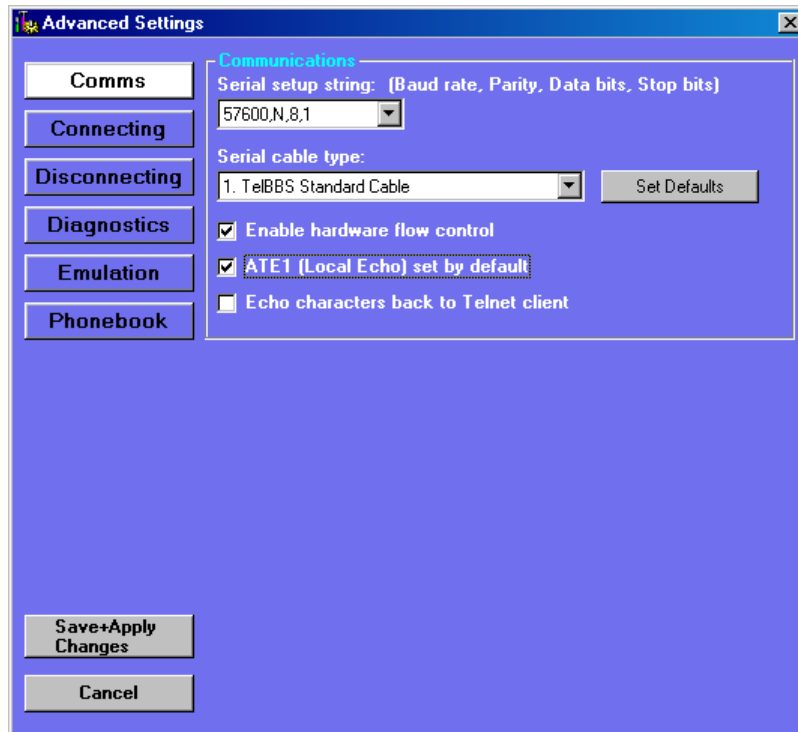 Advanced Settings
Comms
Connecting
Disconnecting
Diagnostics
Emulation
Phonebook
Communications
Serial setup string: (Baud rate, Parity, Data bits, Stop bits)
57600,N,8,1
Serial cable type:
1. TelBBS Standard Cable
Set Defaults
Enable hardware flow control
ATE1 (Local Echo) set by default
Echo characters back to Telnet client
Save+Apply
Changes
Cancel